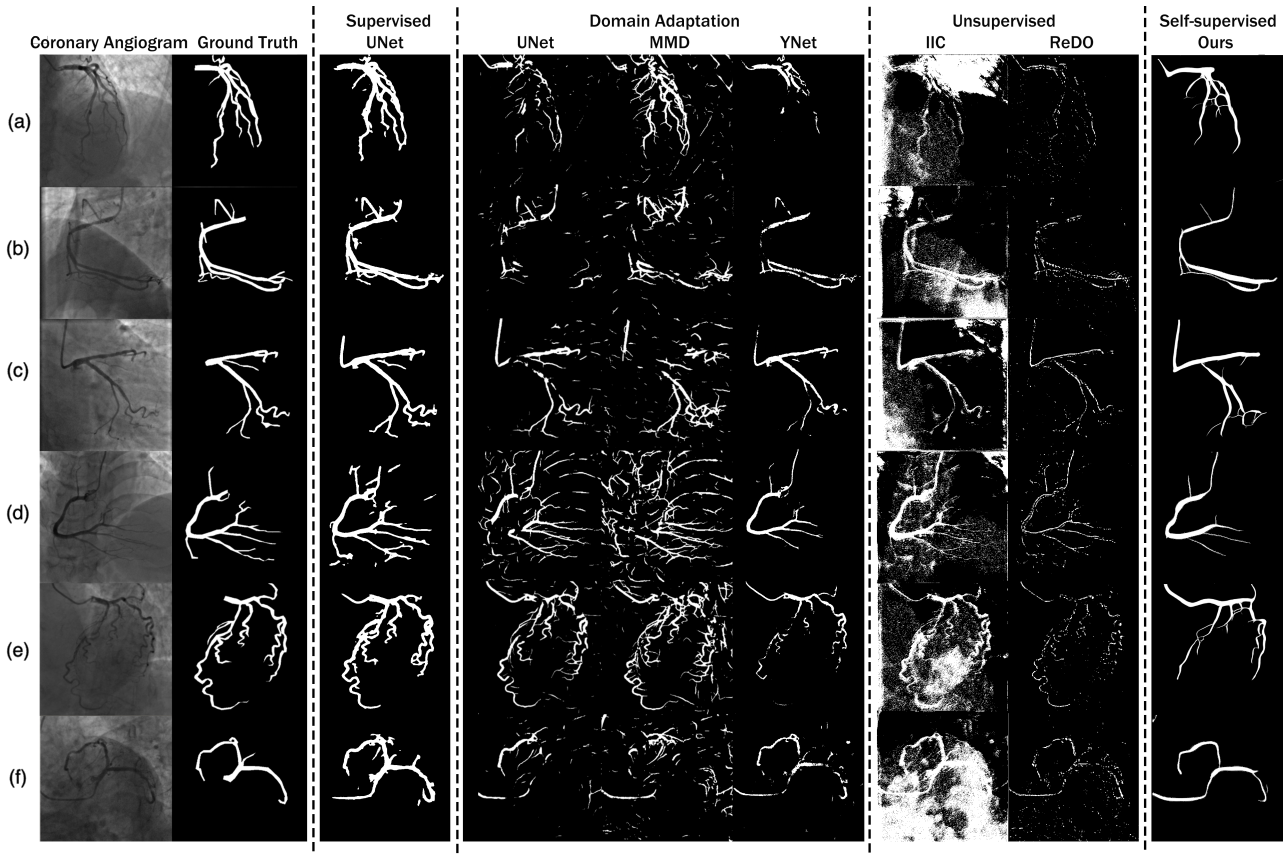 Supervised Domain Adaptation Unsupervised Self-supervised
Coronary Angiogram Ground Truth UNet UNet MMD YNet IIC ReDO Ours
(a)
(b)
(c)
(d)
(e)
(f)